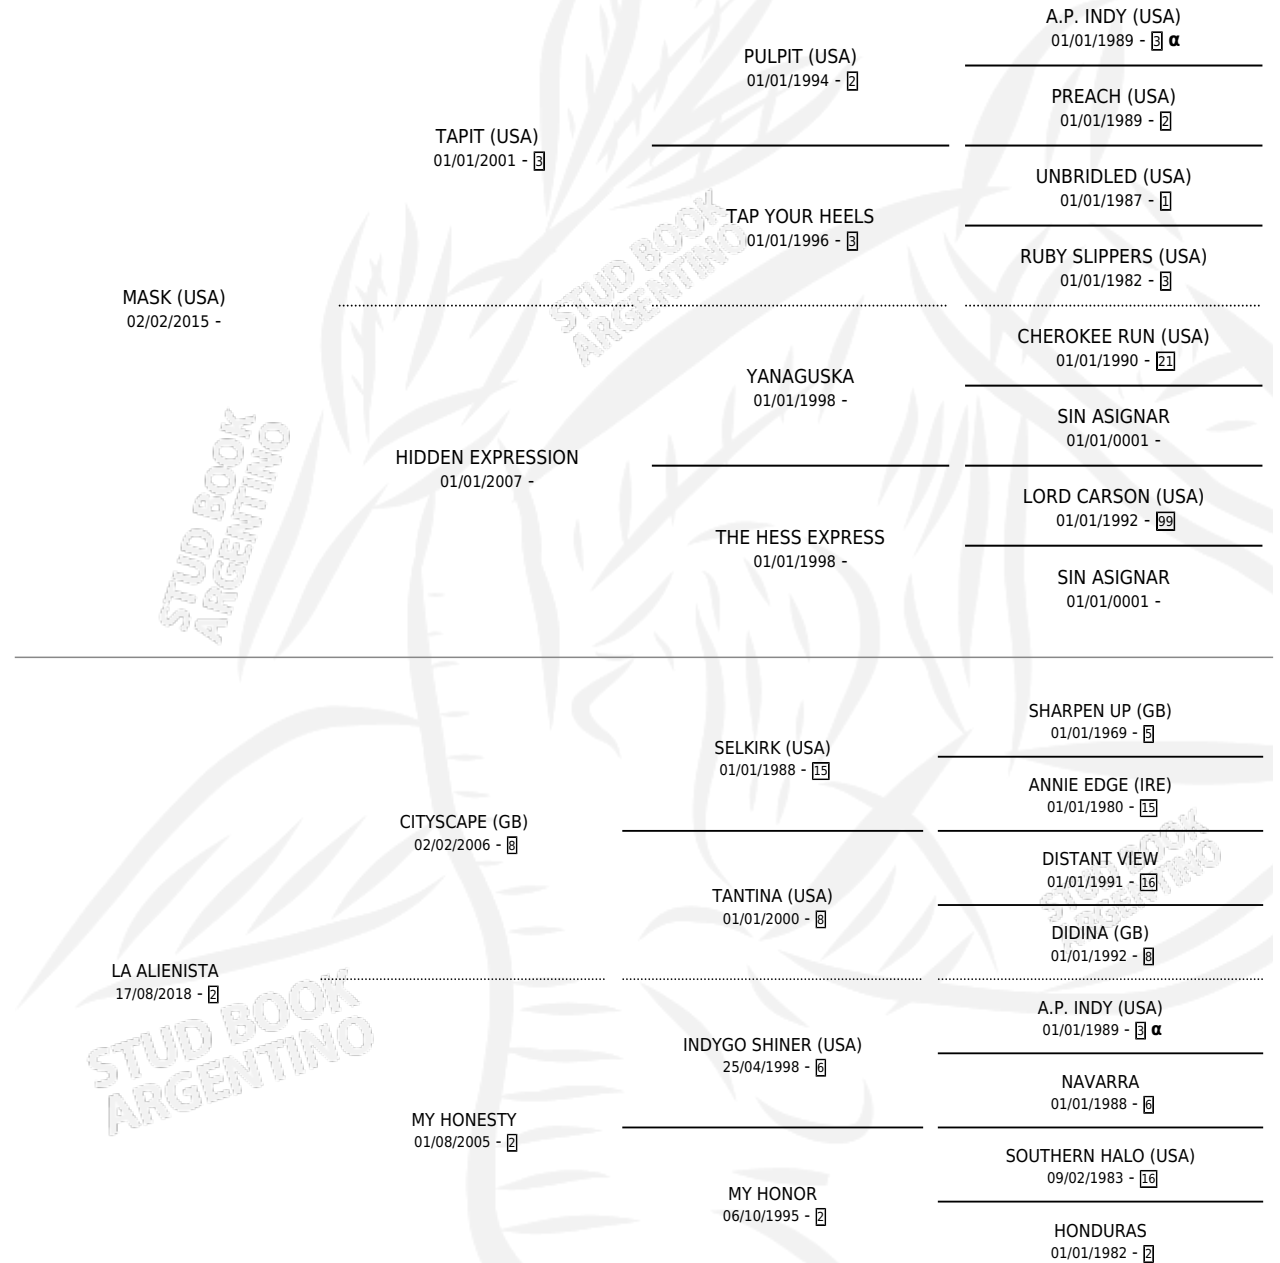 A.P. INDY (USA)
01/01/1989 - 3 α
PULPIT (USA)
01/01/1994 - 2
PREACH (USA)
01/01/1989 - 2
TAPIT (USA)
01/01/2001 - 3
UNBRIDLED (USA)
01/01/1987 - 1
TAP YOUR HEELS
01/01/1996 - 3
RUBY SLIPPERS (USA)
01/01/1982 - 3
MASK (USA)
02/02/2015 -
CHEROKEE RUN (USA)
01/01/1990 - 21
YANAGUSKA
01/01/1998 -
SIN ASIGNAR
01/01/0001 -
HIDDEN EXPRESSION
01/01/2007 -
LORD CARSON (USA)
01/01/1992 - 99
THE HESS EXPRESS
01/01/1998 -
SIN ASIGNAR
01/01/0001 -
STUD BOOK
ARGENTINO
STUD BOOK
ARGENTINO
SHARPEN UP (GB)
01/01/1969 - 5
SELKIRK (USA)
01/01/1988 - 15
ANNIE EDGE (IRE)
01/01/1980 - 15
CITYSCAPE (GB)
02/02/2006 - 8
DISTANT VIEW
01/01/1991 - 16
TANTINA (USA)
01/01/2000 - 8
DIDINA (GB)
01/01/1992 - 8
LA ALIENISTA
17/08/2018 - 2
A.P. INDY (USA)
01/01/1989 - 3 α
INDYGO SHINER (USA)
25/04/1998 - 6
NAVARRA
01/01/1988 - 6
MY HONESTY
01/08/2005 - 2
SOUTHERN HALO (USA)
09/02/1983 - 16
MY HONOR
06/10/1995 - 2
HONDURAS
01/01/1982 - 2
STUD BOOK
ARGENTINO
STUD BOOK
ARGENTINO